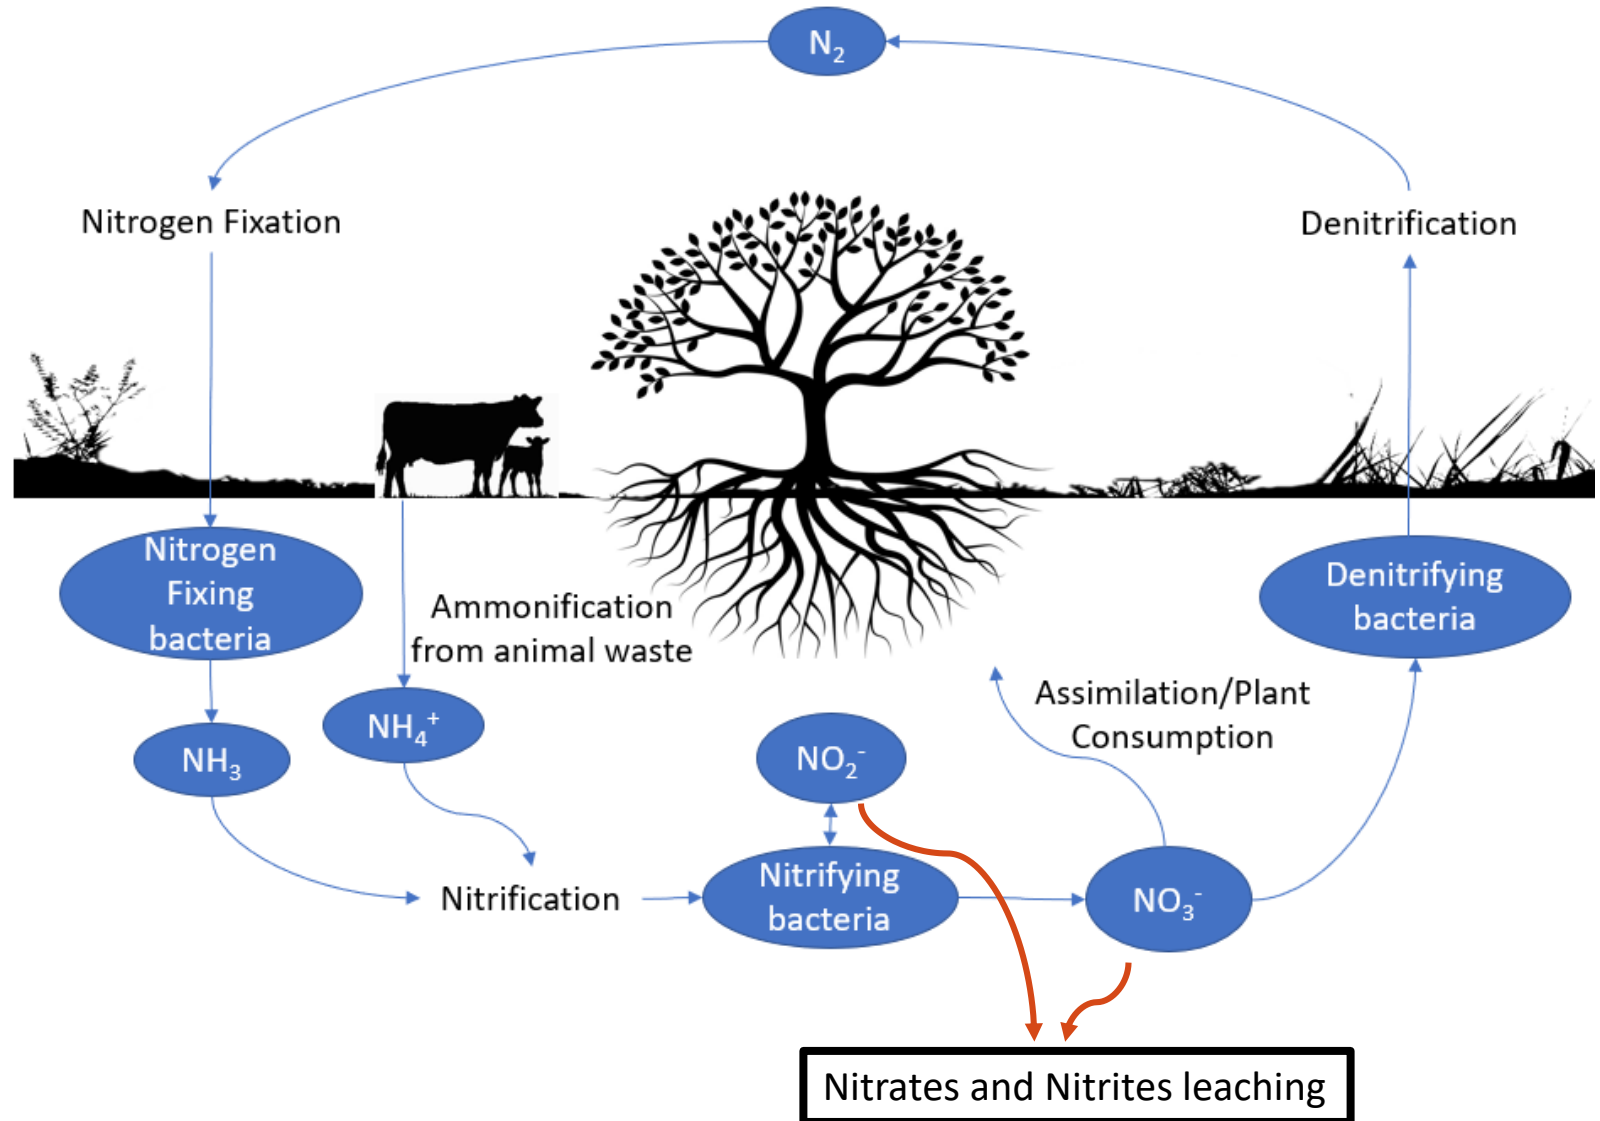 N₂
Nitrogen Fixation
Denitrification
Nitrogen
Fixing
bacteria
Denitrifying
bacteria
Ammonification
from animal waste
NH₄⁺
NH₃
NO₂⁻
Assimilation/Plant
Consumption
Nitrification
Nitrifying
bacteria
NO₃⁻
Nitrates and Nitrites leaching